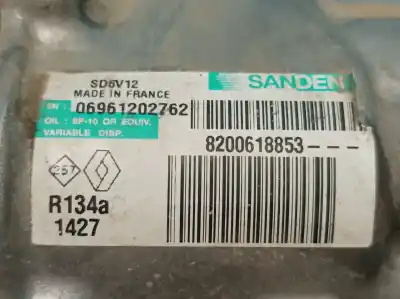 SD6V12
MADE IN FRANCE
SANDEN
SN : 06961202762
OIL : SP-10 OR EQUIV.
VARIABLE DISP.
8200618853---
257
R134a
1427